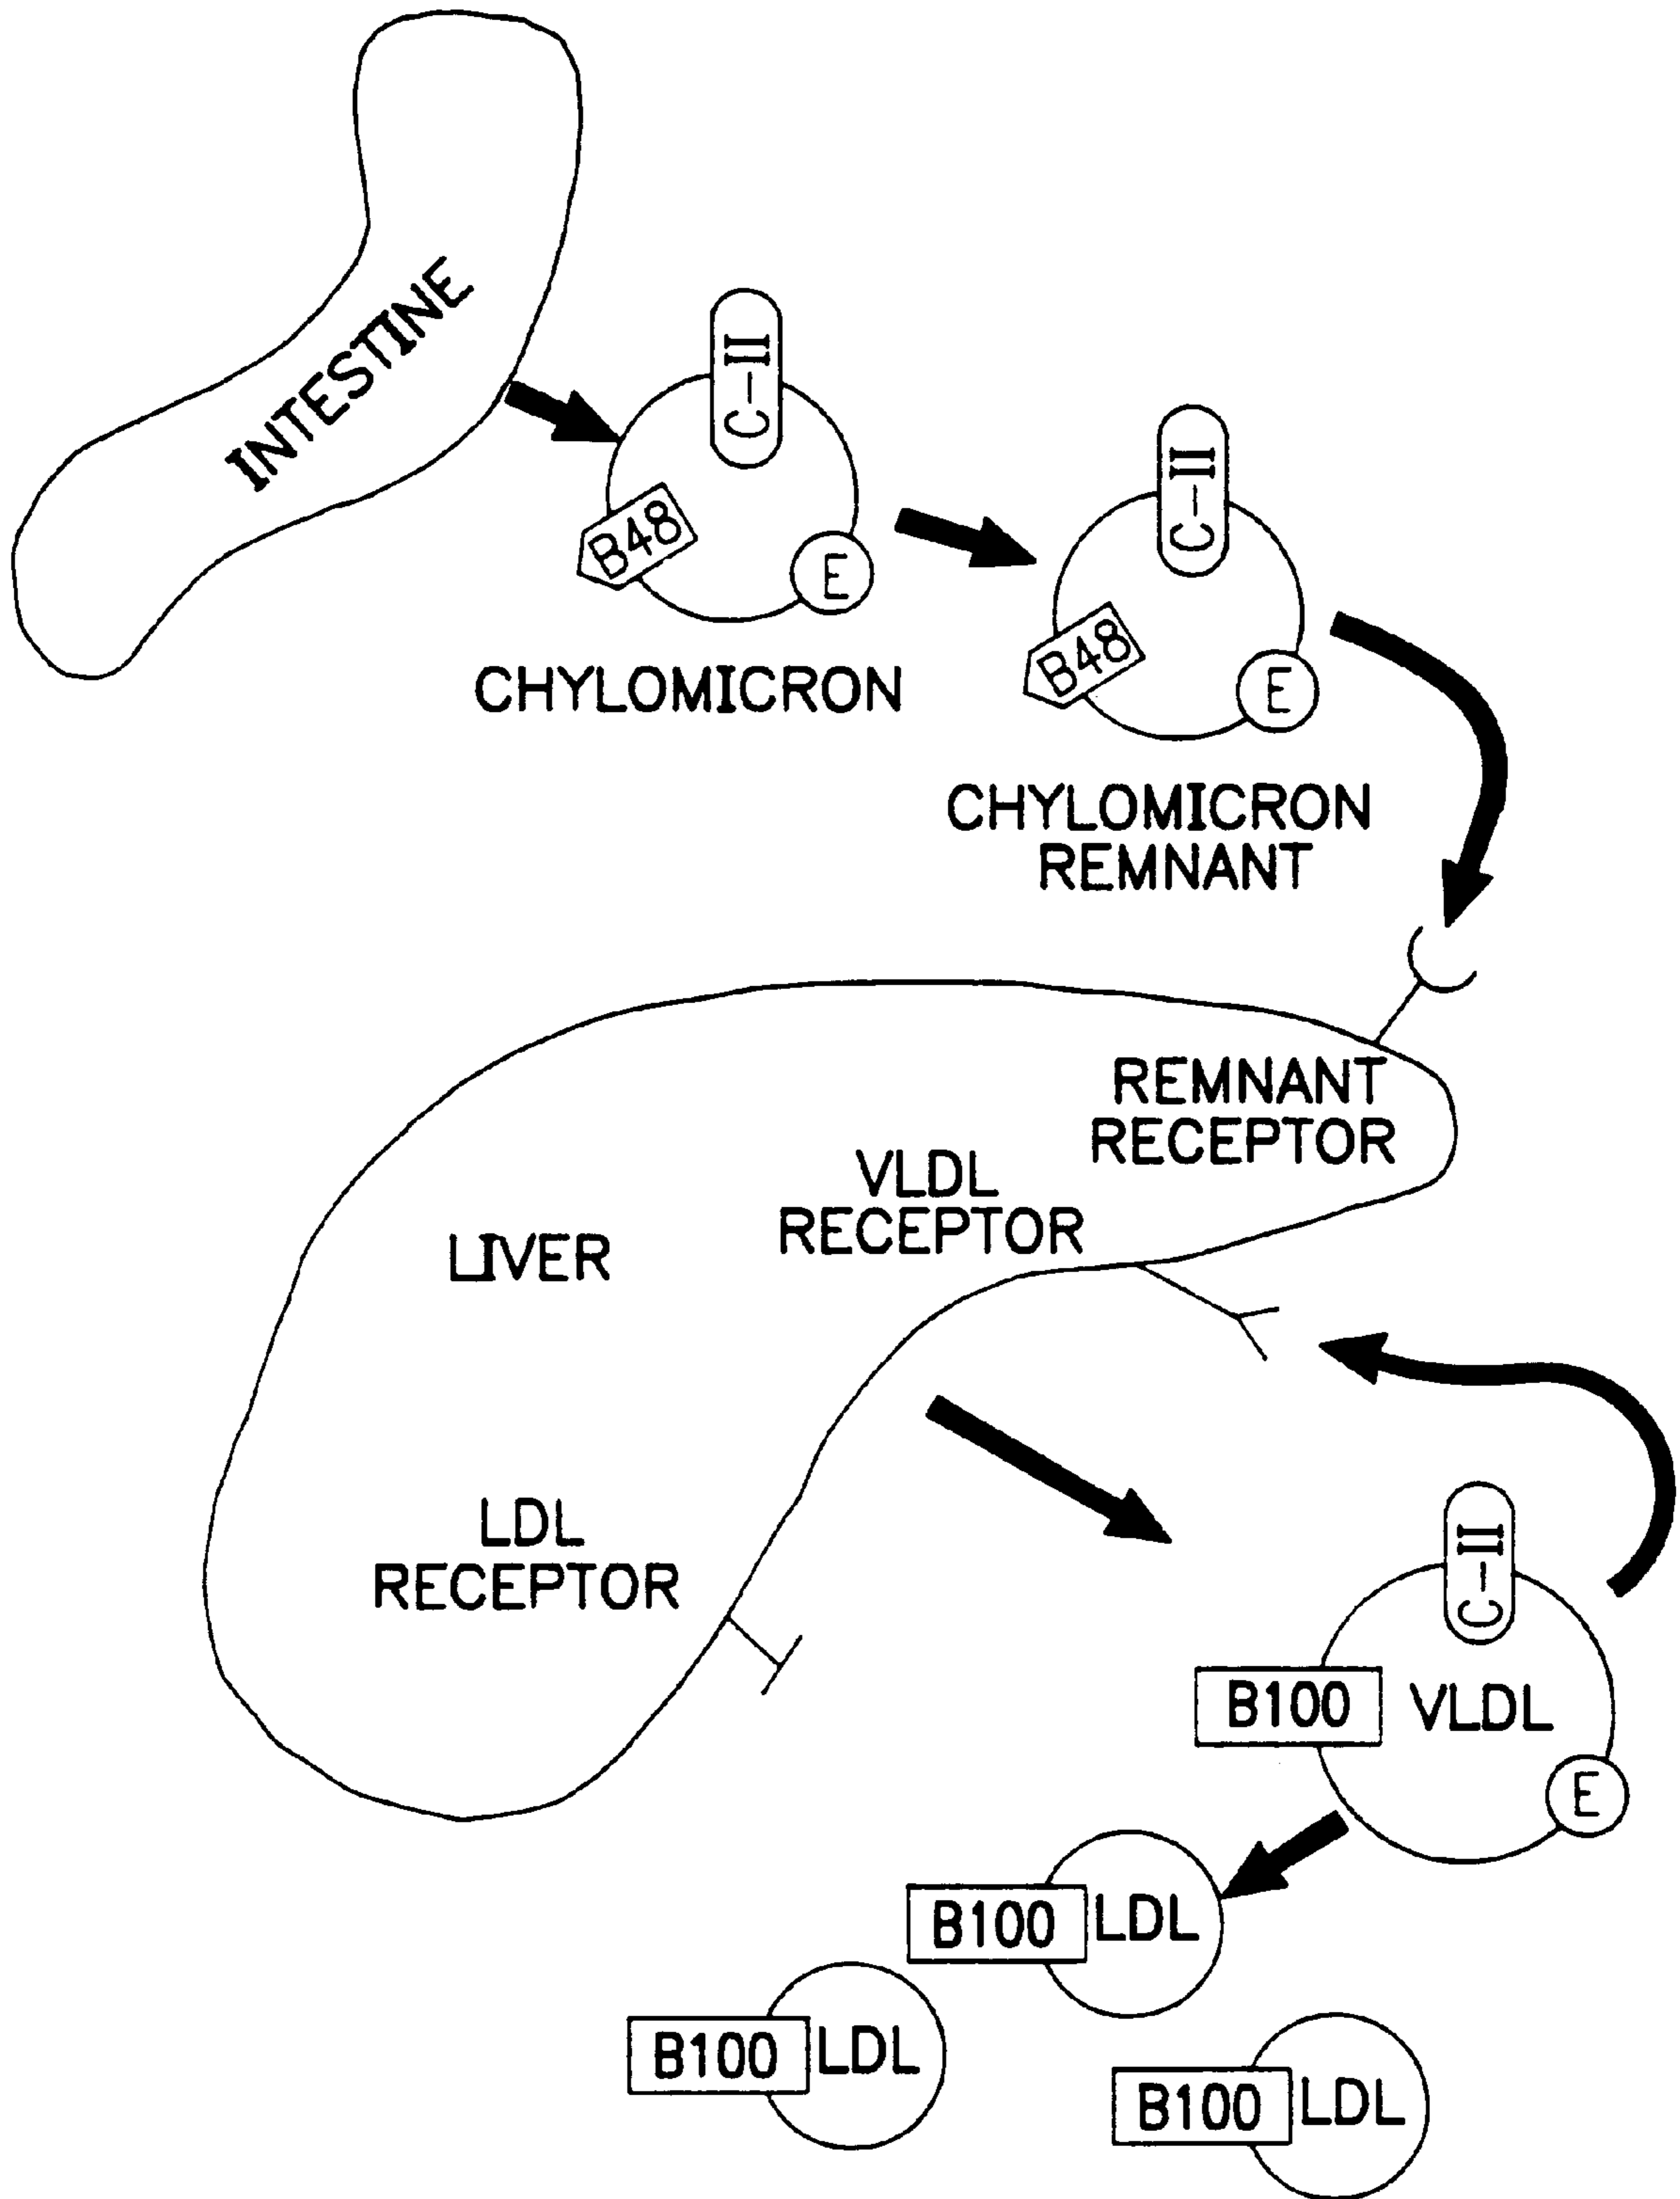 INTESTINE
C-II
B48
E
CHYLOMICRON
C-II
B48
E
CHYLOMICRON
REMNANT
REMNANT
RECEPTOR
VLDL
RECEPTOR
LIVER
LDL
RECEPTOR
C-II
B100 VLDL
E
B100 LDL
B100 LDL
B100 LDL